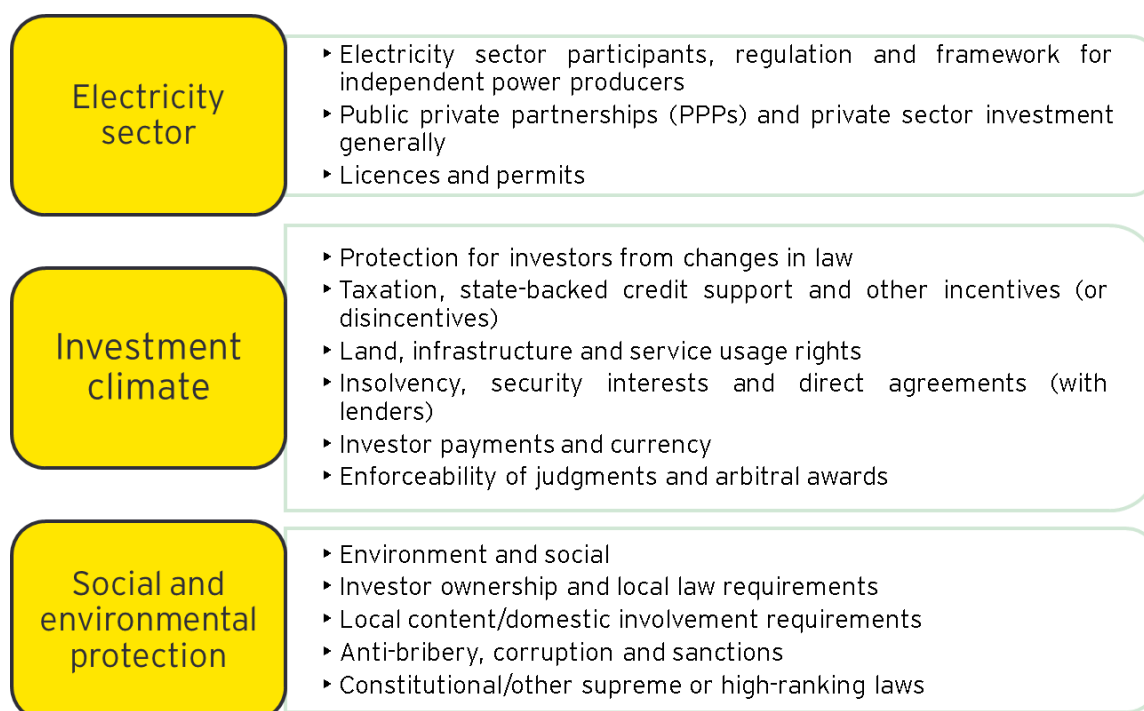 Electricity
sector
‣ Electricity sector participants, regulation and framework for
independent power producers
‣ Public private partnerships (PPPs) and private sector investment
generally
‣ Licences and permits
Investment
climate
‣ Protection for investors from changes in law
‣ Taxation, state-backed credit support and other incentives (or
disincentives)
‣ Land, infrastructure and service usage rights
‣ Insolvency, security interests and direct agreements (with
lenders)
‣ Investor payments and currency
‣ Enforceability of judgments and arbitral awards
Social and
environmental
protection
‣ Environment and social
‣ Investor ownership and local law requirements
‣ Local content/domestic involvement requirements
‣ Anti-bribery, corruption and sanctions
‣ Constitutional/other supreme or high-ranking laws